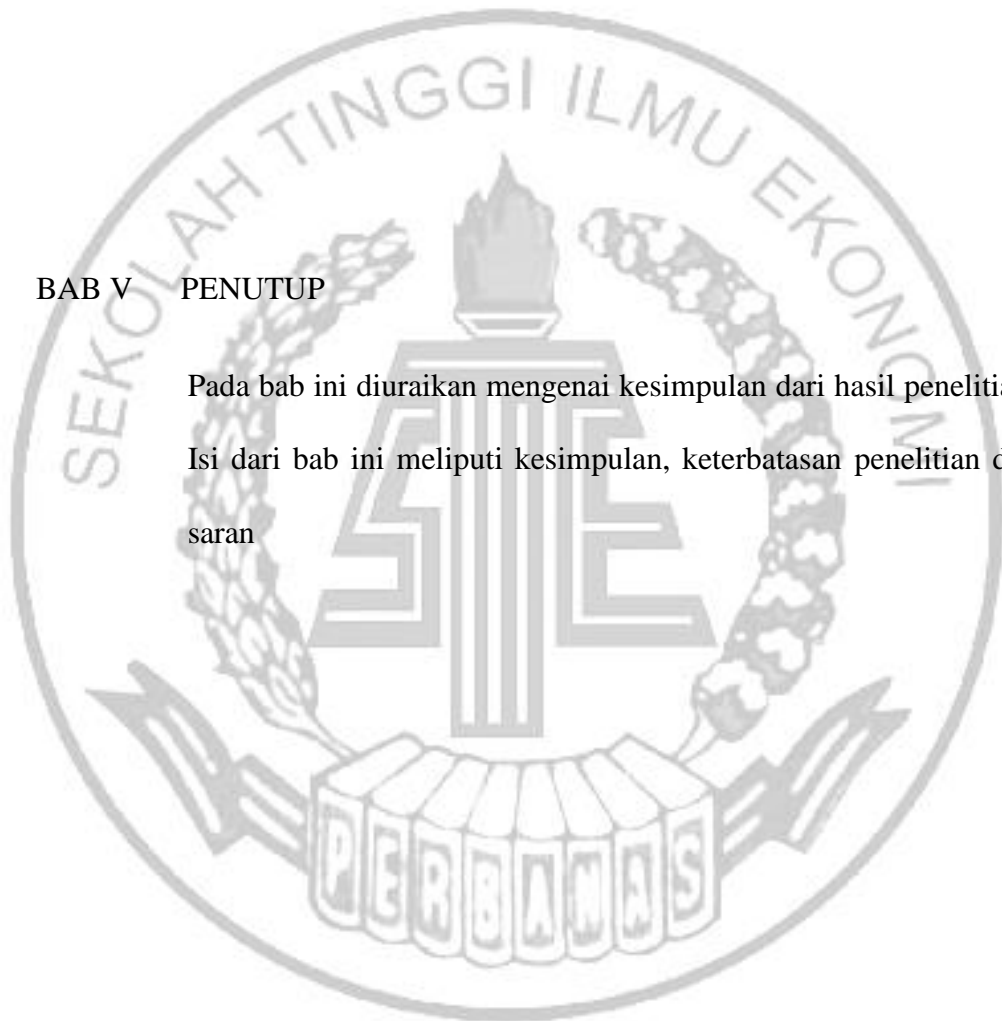 SEKOLAH TINGGI ILMU EKONOMI
BAB V PENUTUP
Pada bab ini diuraikan mengenai kesimpulan dari hasil
Isi dari bab ini meliputi kesimpulan, keterbatasan penelitian
saran
PERBANAS